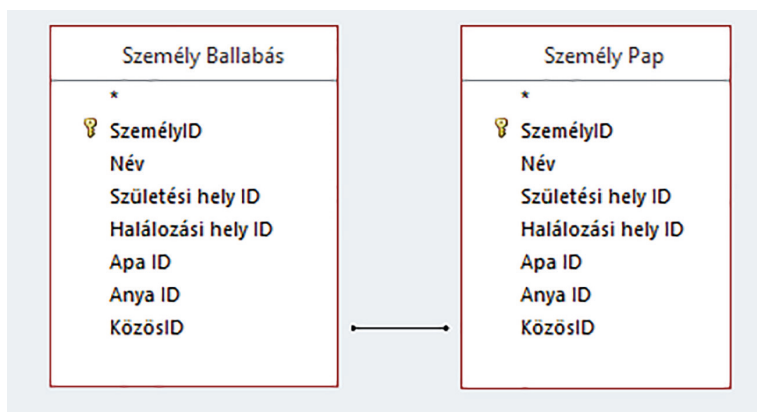 Személy Ballabás
*
SzemélyID
Név
Születési hely ID
Halálozási hely ID
Apa ID
Anya ID
KözösID
Személy Pap
*
SzemélyID
Név
Születési hely ID
Halálozási hely ID
Apa ID
Anya ID
KözösID